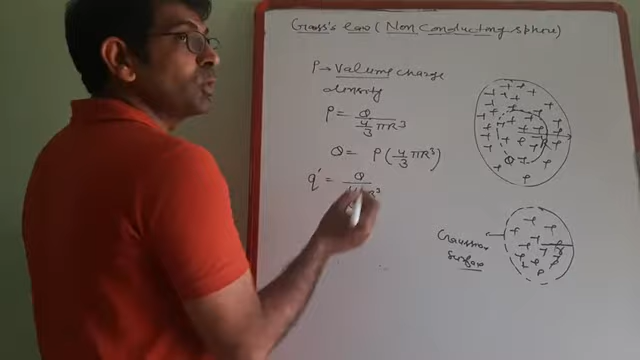 Gauss's law (Non Conducting sphere)
ρ → Volume charge
density
ρ = Q / 4/3 πR³
Q = ρ(4/3 πR³)
q' = Q
Gaussian
surface